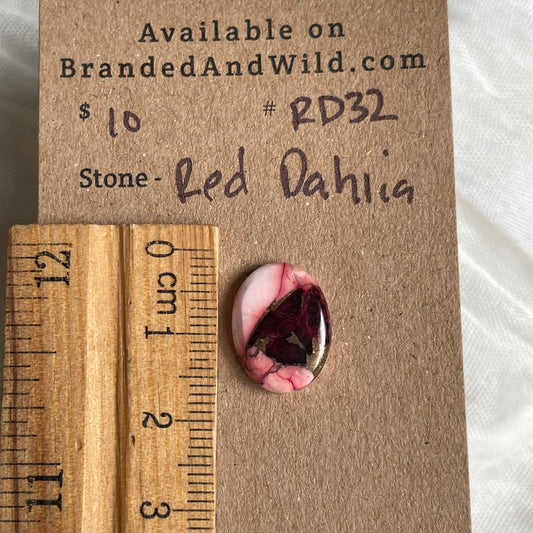 Available on
BrandedAndWild.com
$ 10 # RD32
Stone - Red Dahlia
12
11
0 cm 1 2 3